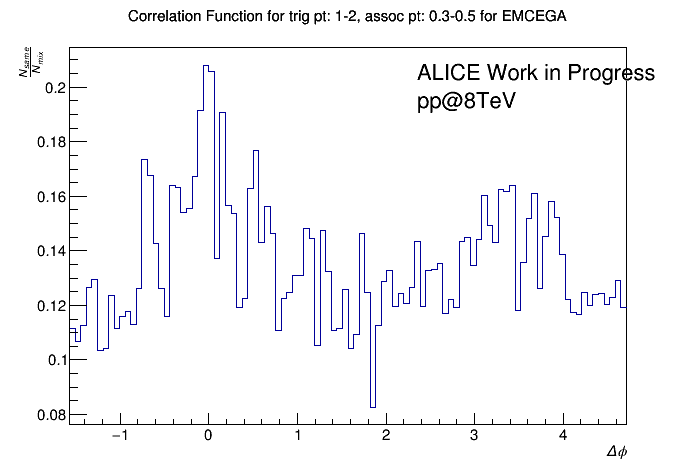 Correlation Function for trig pt: 1-2, assoc pt: 0.3-0.5 for EMCEGA
N_same
N_mix
ALICE Work in Progress
pp@8TeV
0.2
0.18
0.16
0.14
0.12
0.1
0.08
−1 0 1 2 3 4
Δϕ